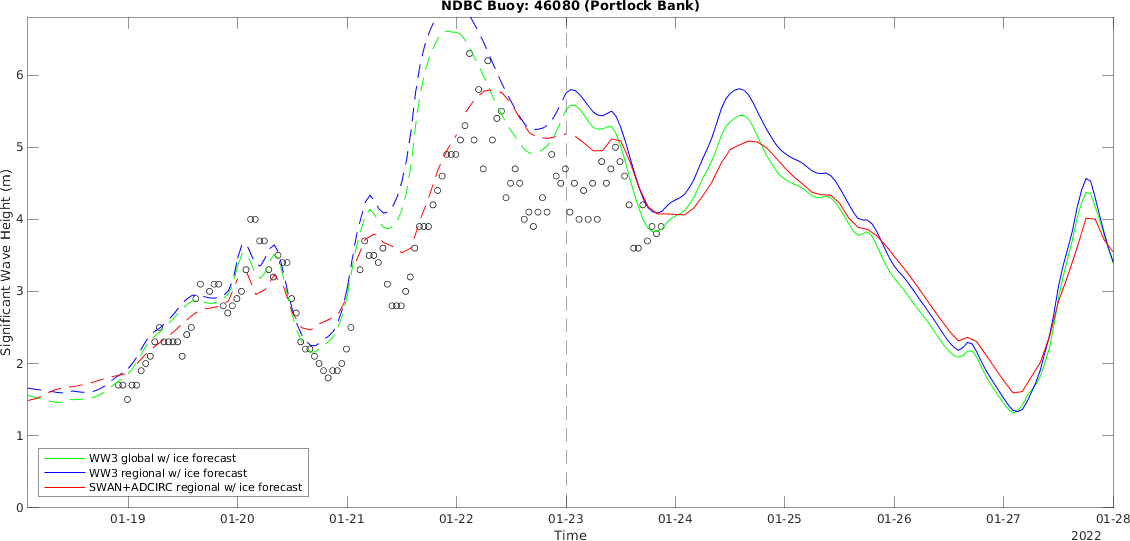 NDBC Buoy: 46080 (Portlock Bank)
Significant Wave Height (m)
6
5
4
3
2
1
0
WW3 global w/ ice forecast
WW3 regional w/ ice forecast
SWAN+ADCIRC regional w/ ice forecast
01-19 01-20 01-21 01-22 01-23 01-24 01-25 01-26 01-27 01-28
Time
2022